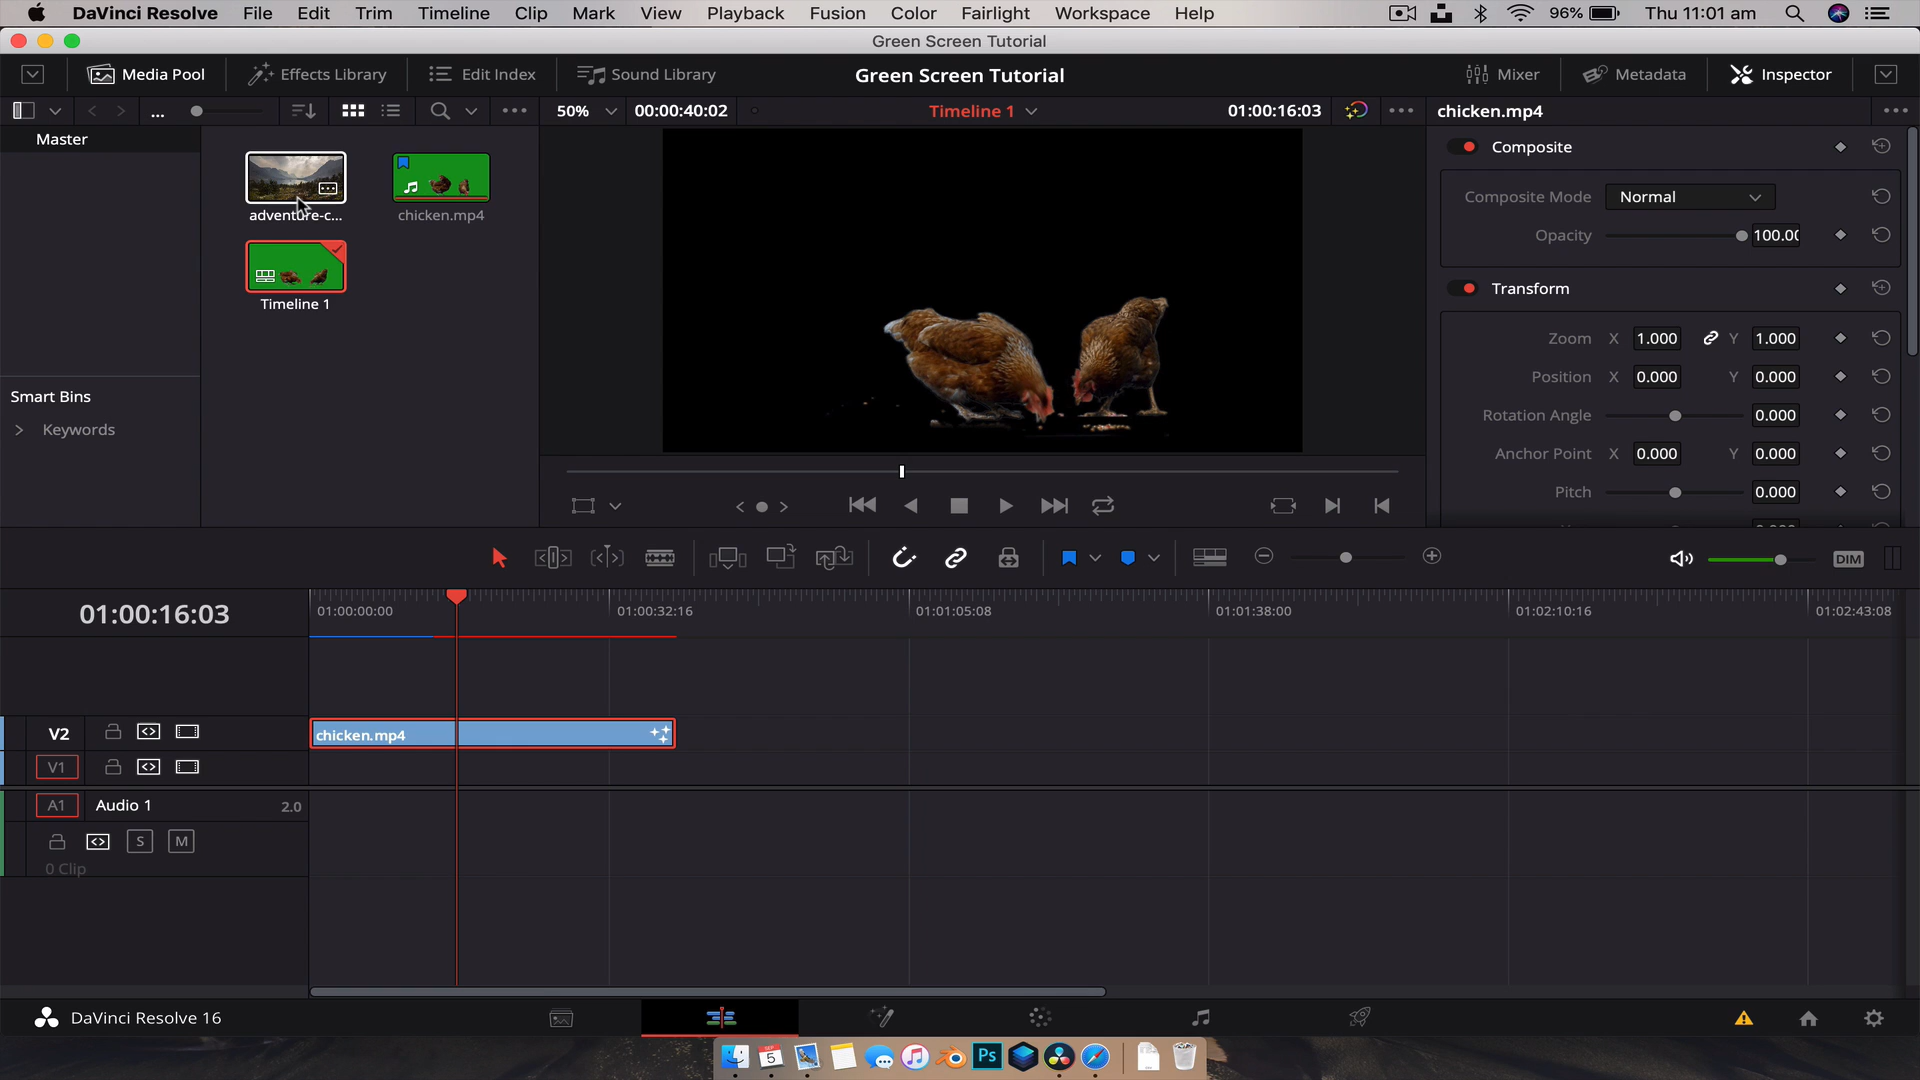 DaVinci Resolve File Edit Trim Timeline Clip Mark View Playback Fusion Color Fairlight Workspace Help 96% Thu 11:01 am
Green Screen Tutorial
Media Pool Effects Library Edit Index Sound Library Green Screen Tutorial Mixer Metadata Inspector
... 50% 00:00:40:02 Timeline 1 01:00:16:03 chicken.mp4
Master
Composite
adventure-c... chicken.mp4
Composite Mode Normal
Opacity 100.00
Timeline 1
Transform
Zoom X 1.000 Y 1.000
Position X 0.000 Y 0.000
Smart Bins
Keywords
Rotation Angle 0.000
Anchor Point X 0.000 Y 0.000
Pitch 0.000
DIM
01:00:16:03
01:00:00:00 01:00:32:16 01:01:05:08 01:01:38:00 01:02:10:16 01:02:43:08
V2 chicken.mp4
V1
A1 Audio 1 2.0
S M
0 Clip
DaVinci Resolve 16
SEP 5 Ps